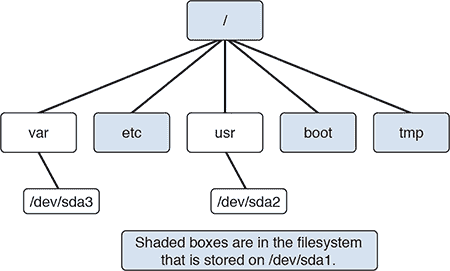 /
var
etc
usr
boot
tmp
/dev/sda3
/dev/sda2
Shaded boxes are in the filesystem
that is stored on /dev/sda1.